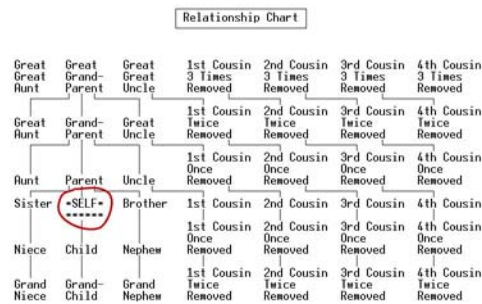 Relationship Chart
Great Great Great 1st Cousin 2nd Cousin 3rd Cousin 4th Cousin
Great Grand- Great 3 Times 3 Times 3 Times 3 Times
Aunt Parent Uncle Removed Removed Removed Removed
Great Grand- Great 1st Cousin 2nd Cousin 3rd Cousin 4th Cousin
Aunt Parent Uncle Twice Twice Twice Twice
Removed Removed Removed Removed
1st Cousin 2nd Cousin 3rd Cousin 4th Cousin
Once Once Once Once
Aunt Parent Uncle Removed Removed Removed Removed
Sister *SELF* Brother 1st Cousin 2nd Cousin 3rd Cousin 4th Cousin
******
1st Cousin 2nd Cousin 3rd Cousin 4th Cousin
Once Once Once Once
Niece Child Nephew Removed Removed Removed Removed
1st Cousin 2nd Cousin 3rd Cousin 4th Cousin
Grand Grand- Grand Twice Twice Twice Twice
Niece Child Nephew Removed Removed Removed Removed